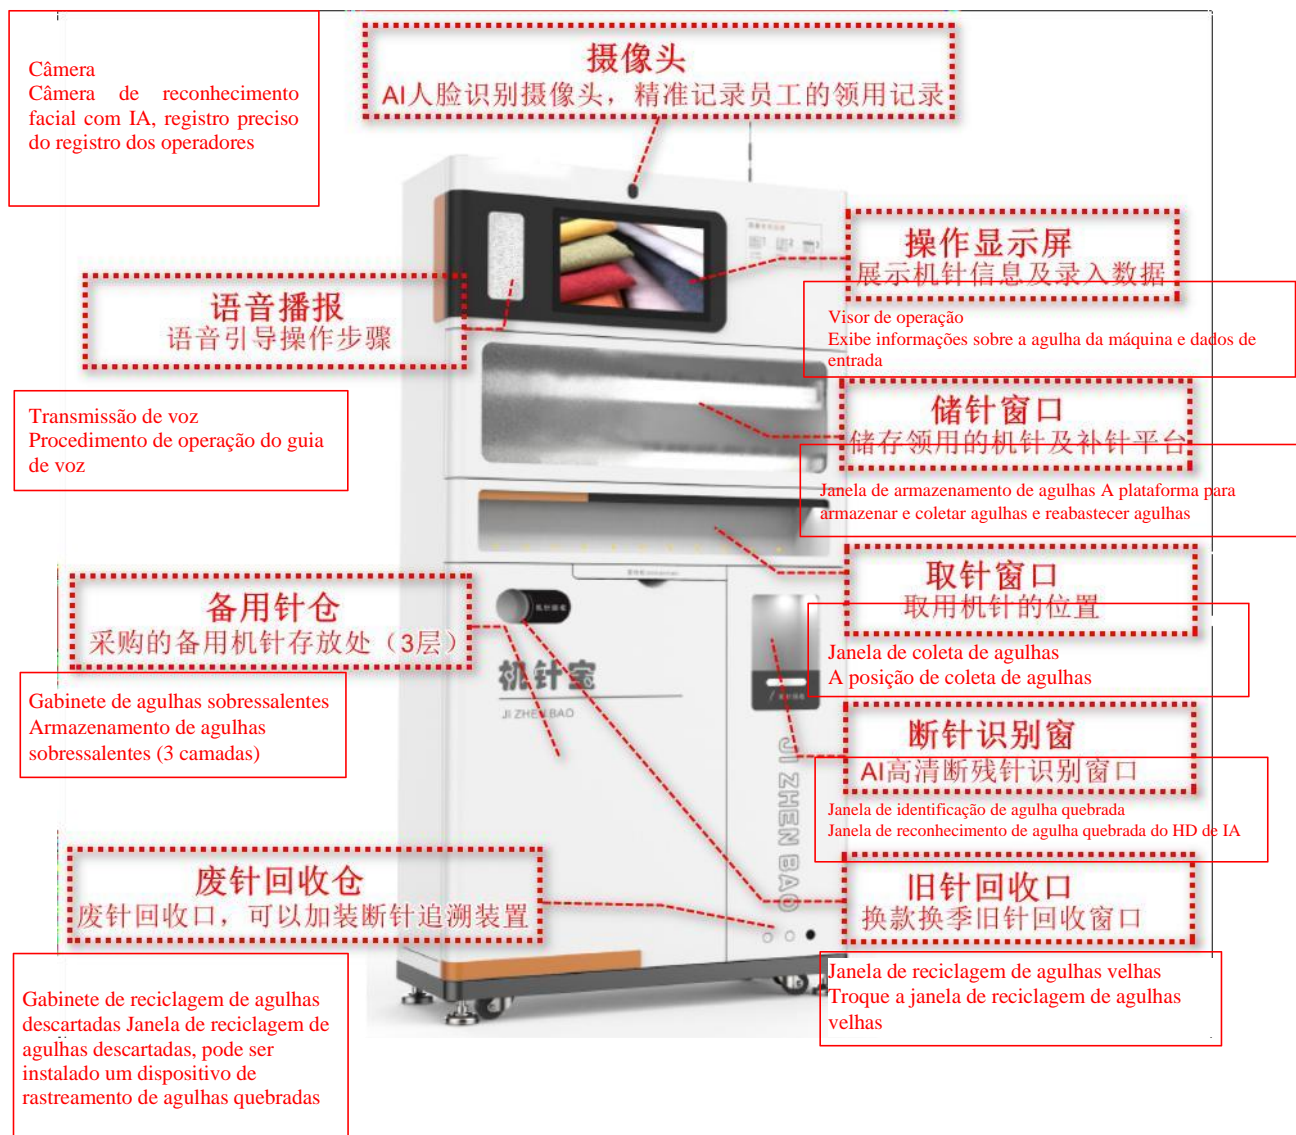 摄像头
AI人脸识别摄像头，精准记录员工的领用记录
Câmera
Câmera de reconhecimento
facial com IA, registro preciso
do registro dos operadores
操作显示屏
展示机针信息及录入数据
Visor de operação
Exibe informações sobre a agulha da máquina e dados de
entrada
语音播报
语音引导操作步骤
Transmissão de voz
Procedimento de operação do guia
de voz
储针窗口
储存领用的机针及补针平台
Janela de armazenamento de agulhas A plataforma para
armazenar e coletar agulhas e reabastecer agulhas
取针窗口
取用机针的位置
Janela de coleta de agulhas
A posição de coleta de agulhas
备用针仓
采购的备用机针存放处（3层）
Gabinete de agulhas sobressalentes
Armazenamento de agulhas
sobressalentes (3 camadas)
机针回收
机针宝
JI ZHEN BAO
JI ZHEN BAO
断针识别窗
AI高清断残针识别窗口
Janela de identificação de agulha quebrada
Janela de reconhecimento de agulha quebrada do HD de IA
废针回收仓
废针回收口，可以加装断针追溯装置
Gabinete de reciclagem de agulhas
descartadas Janela de reciclagem de
agulhas descartadas, pode ser
instalado um dispositivo de
rastreamento de agulhas quebradas
旧针回收口
换款换季旧针回收窗口
Janela de reciclagem de agulhas velhas
Troque a janela de reciclagem de agulhas
velhas